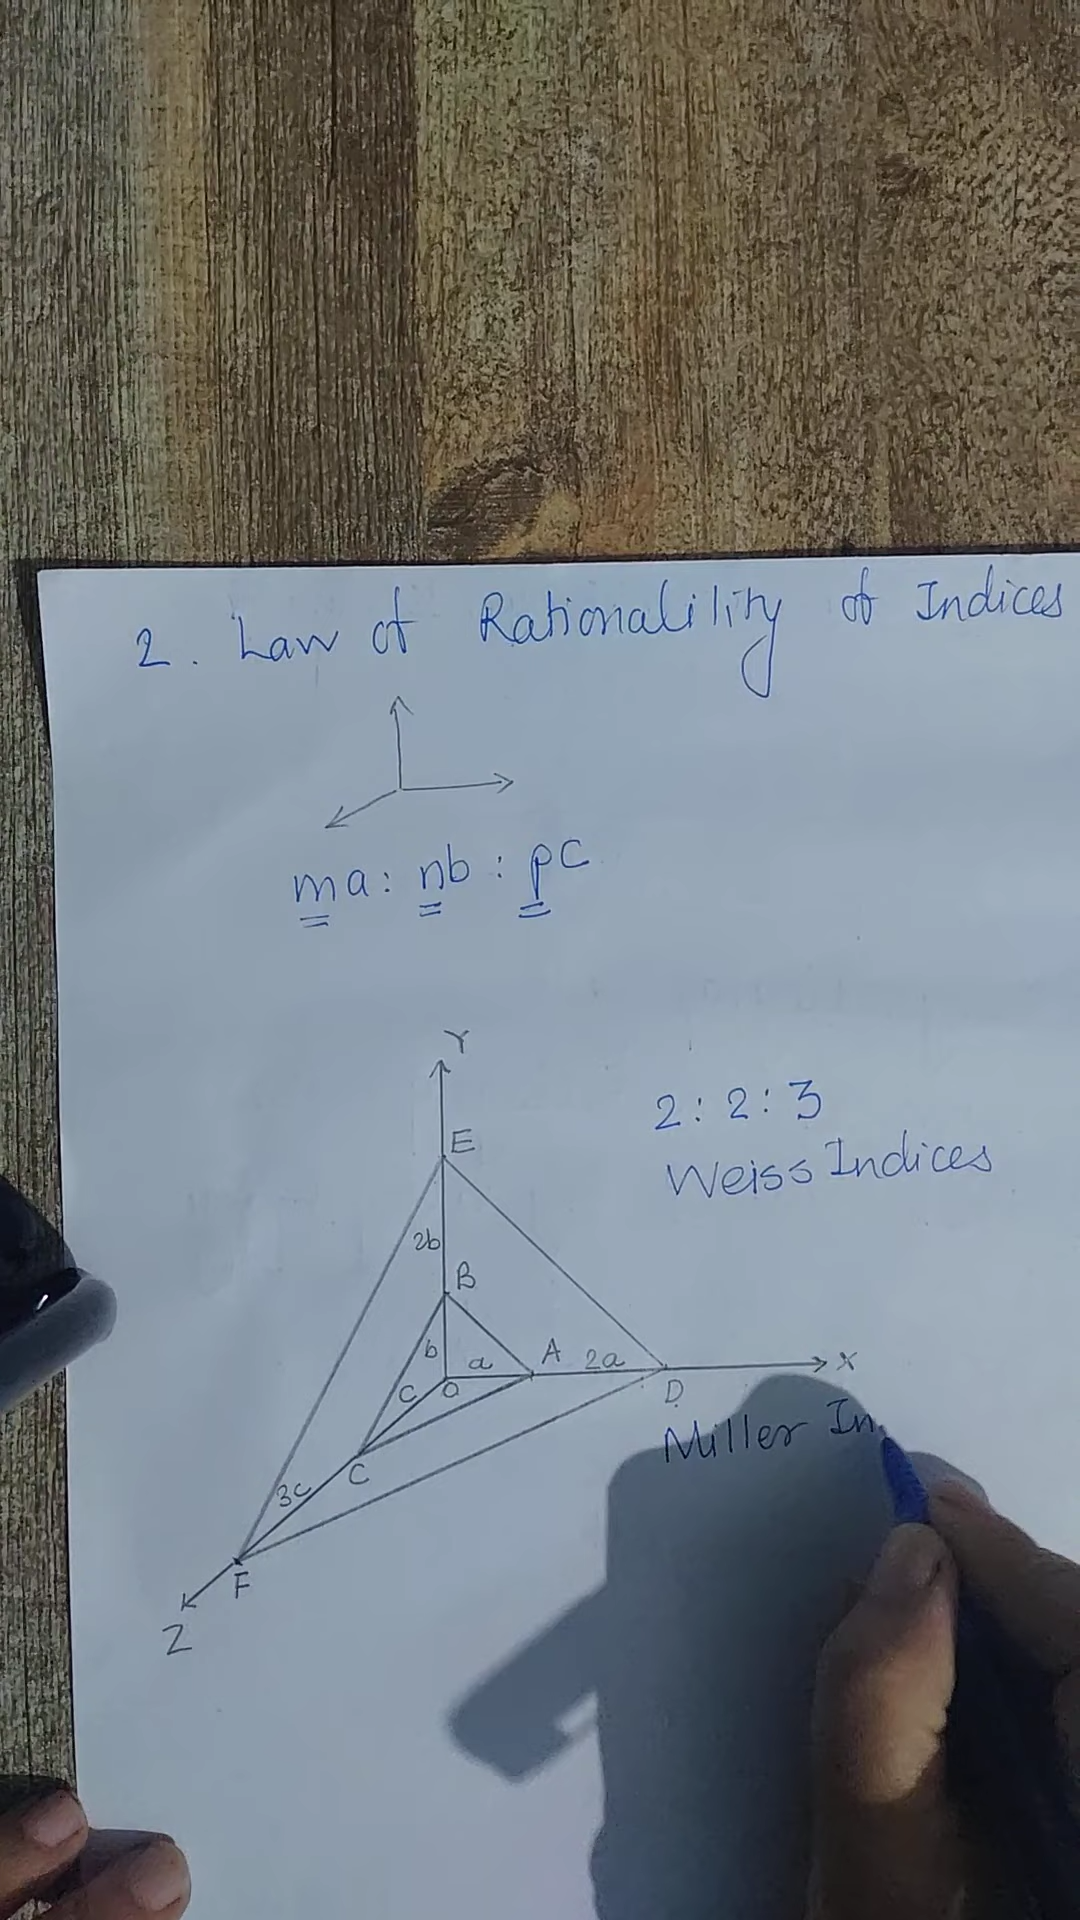 2. Law of Rationalility of Indices
ma: nb : pc
Y
E
2b
B
b
a
A
2a
X
c
O
D
C
3c
F
Z
2: 2: 3
Weiss Indices
Miller In